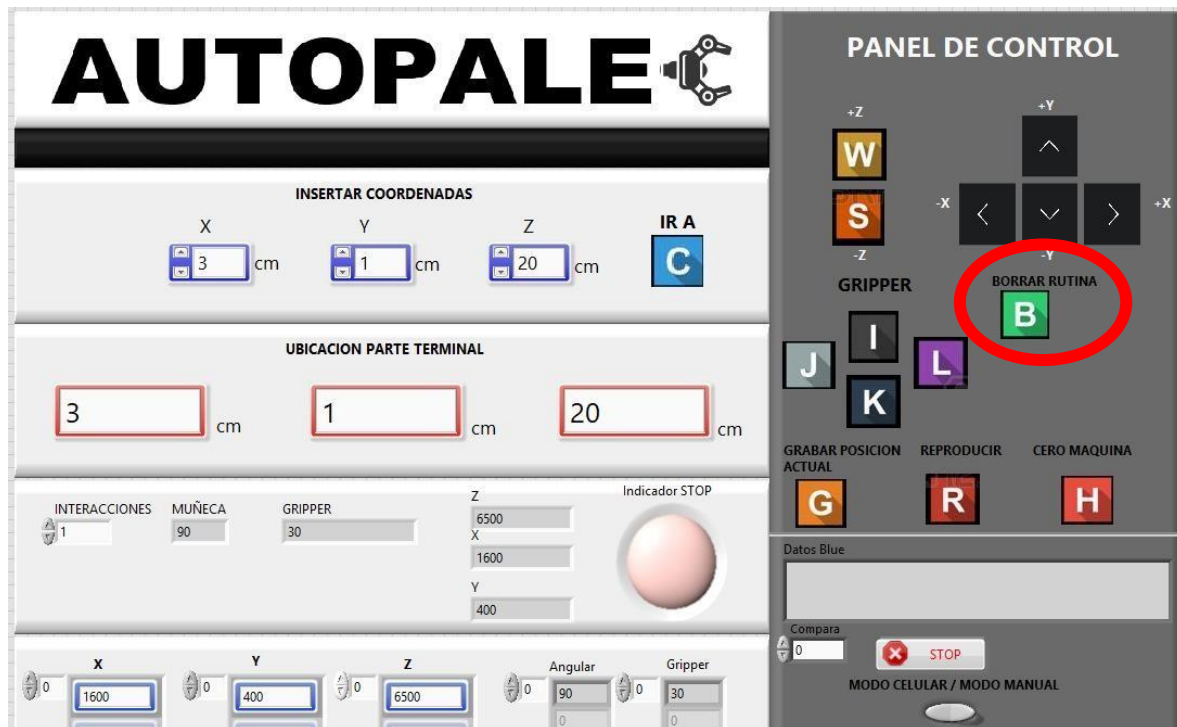 AUTOPALE
INSERTAR COORDENADAS
X Y Z IR A
3 cm 1 cm 20 cm C
UBICACION PARTE TERMINAL
3 cm 1 cm 20 cm
INTERACCIONES MUÑECA GRIPPER
1 90 30
Z
6500
X
1600
Y
400
Indicador STOP
X Y Z Angular Gripper
0 1600 0 400 0 6500 0 90 0 30
0 0
PANEL DE CONTROL
+Z +Y
W
S
-X +X
-Z -Y
GRIPPER
BORRAR RUTINA
B
I
J L
K
GRABAR POSICION
ACTUAL
REPRODUCIR
CERO MAQUINA
G R H
Datos Blue
Compara
0
STOP
MODO CELULAR / MODO MANUAL